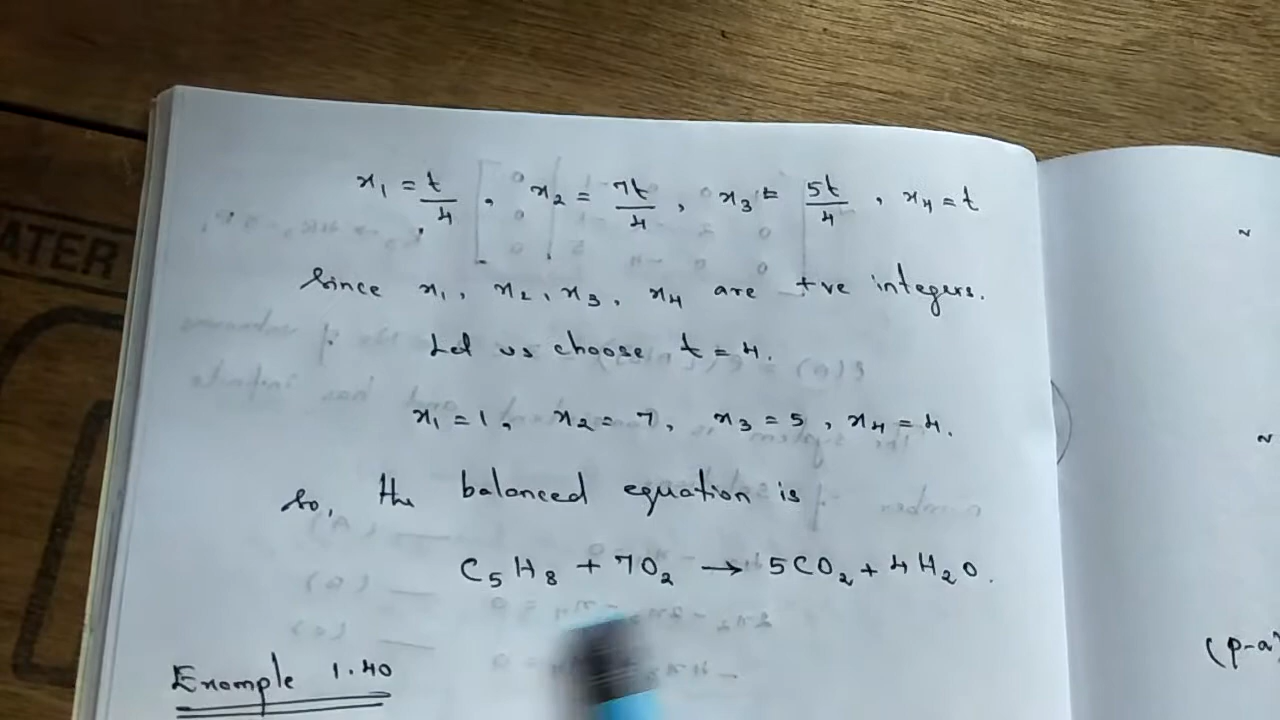 x₁ = t/4, x₂ = 7t/4, x₃ = 5t/4, x₄ = t
Since x₁, x₂, x₃, x₄ are +ve integers.
Let us choose t = 4.
x₁ = 1, x₂ = 7, x₃ = 5, x₄ = 4.
So, the balanced equation is
C₅H₈ + 7O₂ → 5CO₂ + 4H₂O.
Example 1.40
ATER
(p-a)